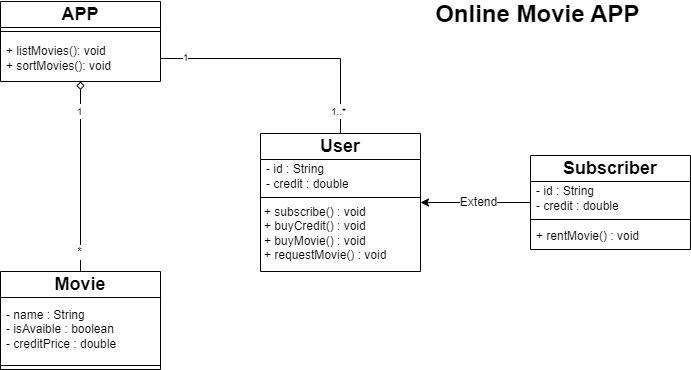 Online Movie APP
APP
+ listMovies(): void
+ sortMovies(): void
1
1
1..*
*
User
- id : String
- credit : double
+ subscribe() : void
+ buyCredit() : void
+ buyMovie() : void
+ requestMovie() : void
Extend
Subscriber
- id : String
- credit : double
+ rentMovie() : void
Movie
- name : String
- isAvaible : boolean
- creditPrice : double